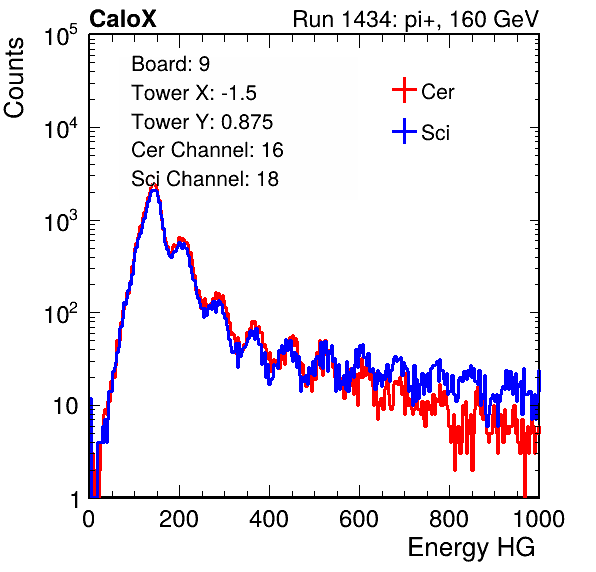 CaloX Run 1434: pi+, 160 GeV
Counts
Board: 9
Tower X: -1.5
Tower Y: 0.875
Cer Channel: 16
Sci Channel: 18
Cer
Sci
10^5
10^4
10^3
10^2
10
1
0 200 400 600 800 1000
Energy HG